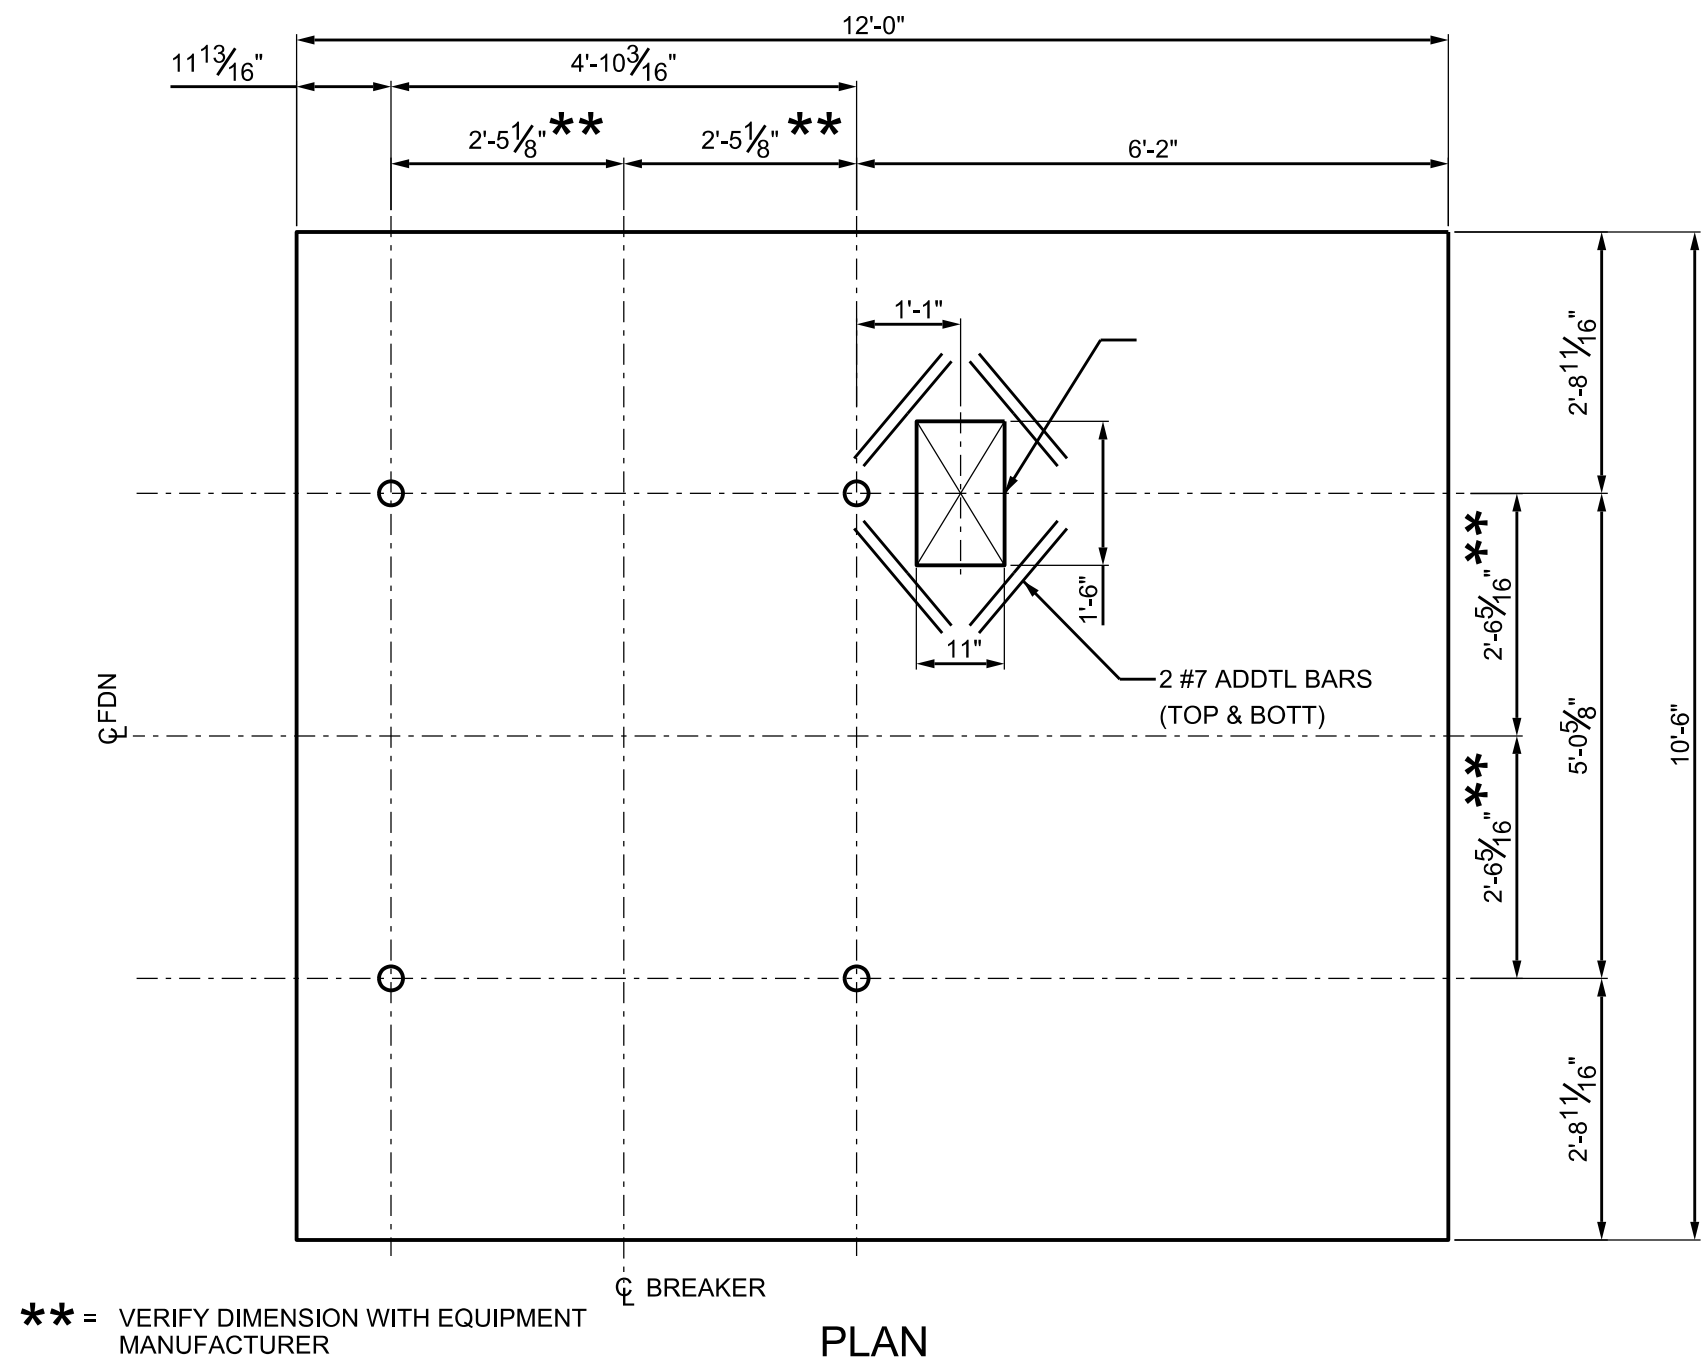 12'-0"
11 13/16"
4'-10 3/16"
2'-5 1/8" **
2'-5 1/8" **
6'-2"
1'-1"
2'-8 11/16"
2'-6 5/16" **
1'-6"
11"
2 #7 ADDTL BARS
(TOP & BOTT)
℄ FDN
5'-0 5/8"
10'-6"
2'-6 5/16" **
2'-8 11/16"
℄ BREAKER
** = VERIFY DIMENSION WITH EQUIPMENT
MANUFACTURER
PLAN